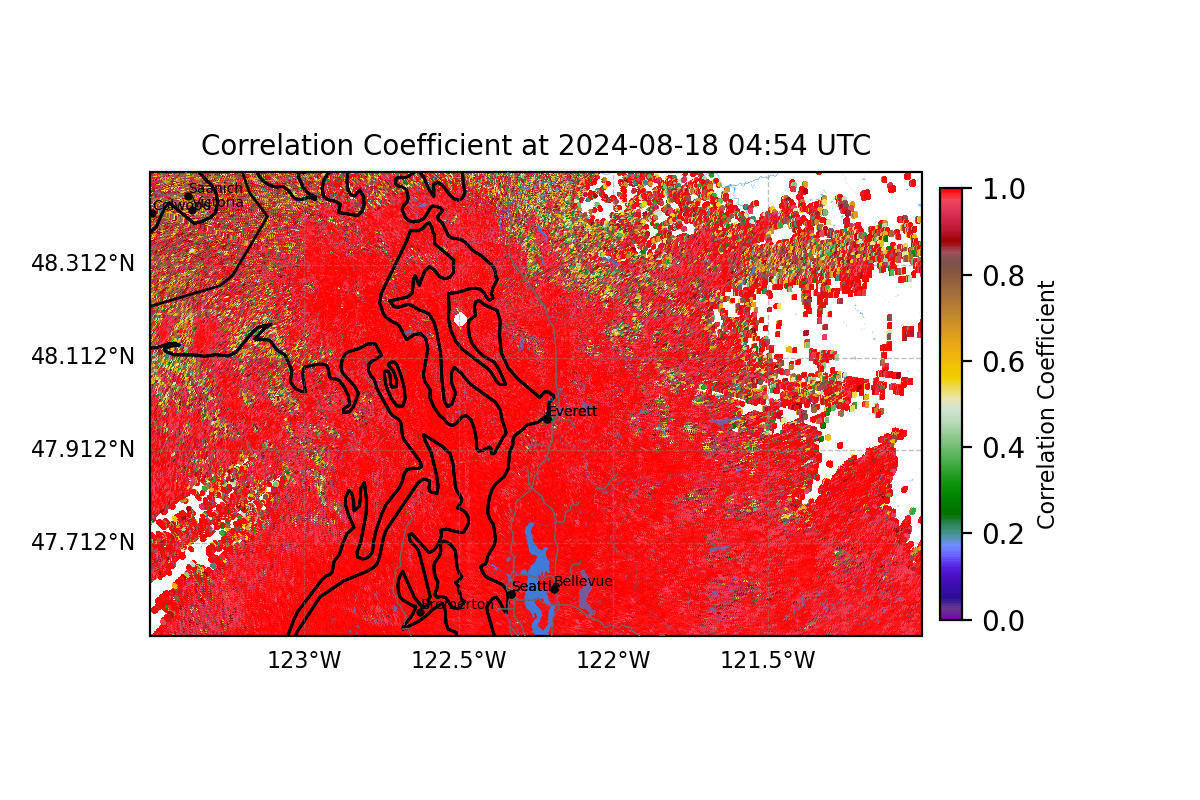 Correlation Coefficient at 2024-08-18 04:54 UTC
Saanich
Victoria
48.312°N
48.112°N
47.912°N
47.712°N
Everett
Seattle
Bellevue
Bremerton
123°W
122.5°W
122°W
121.5°W
1.0
0.8
0.6
0.4
0.2
0.0
Correlation Coefficient